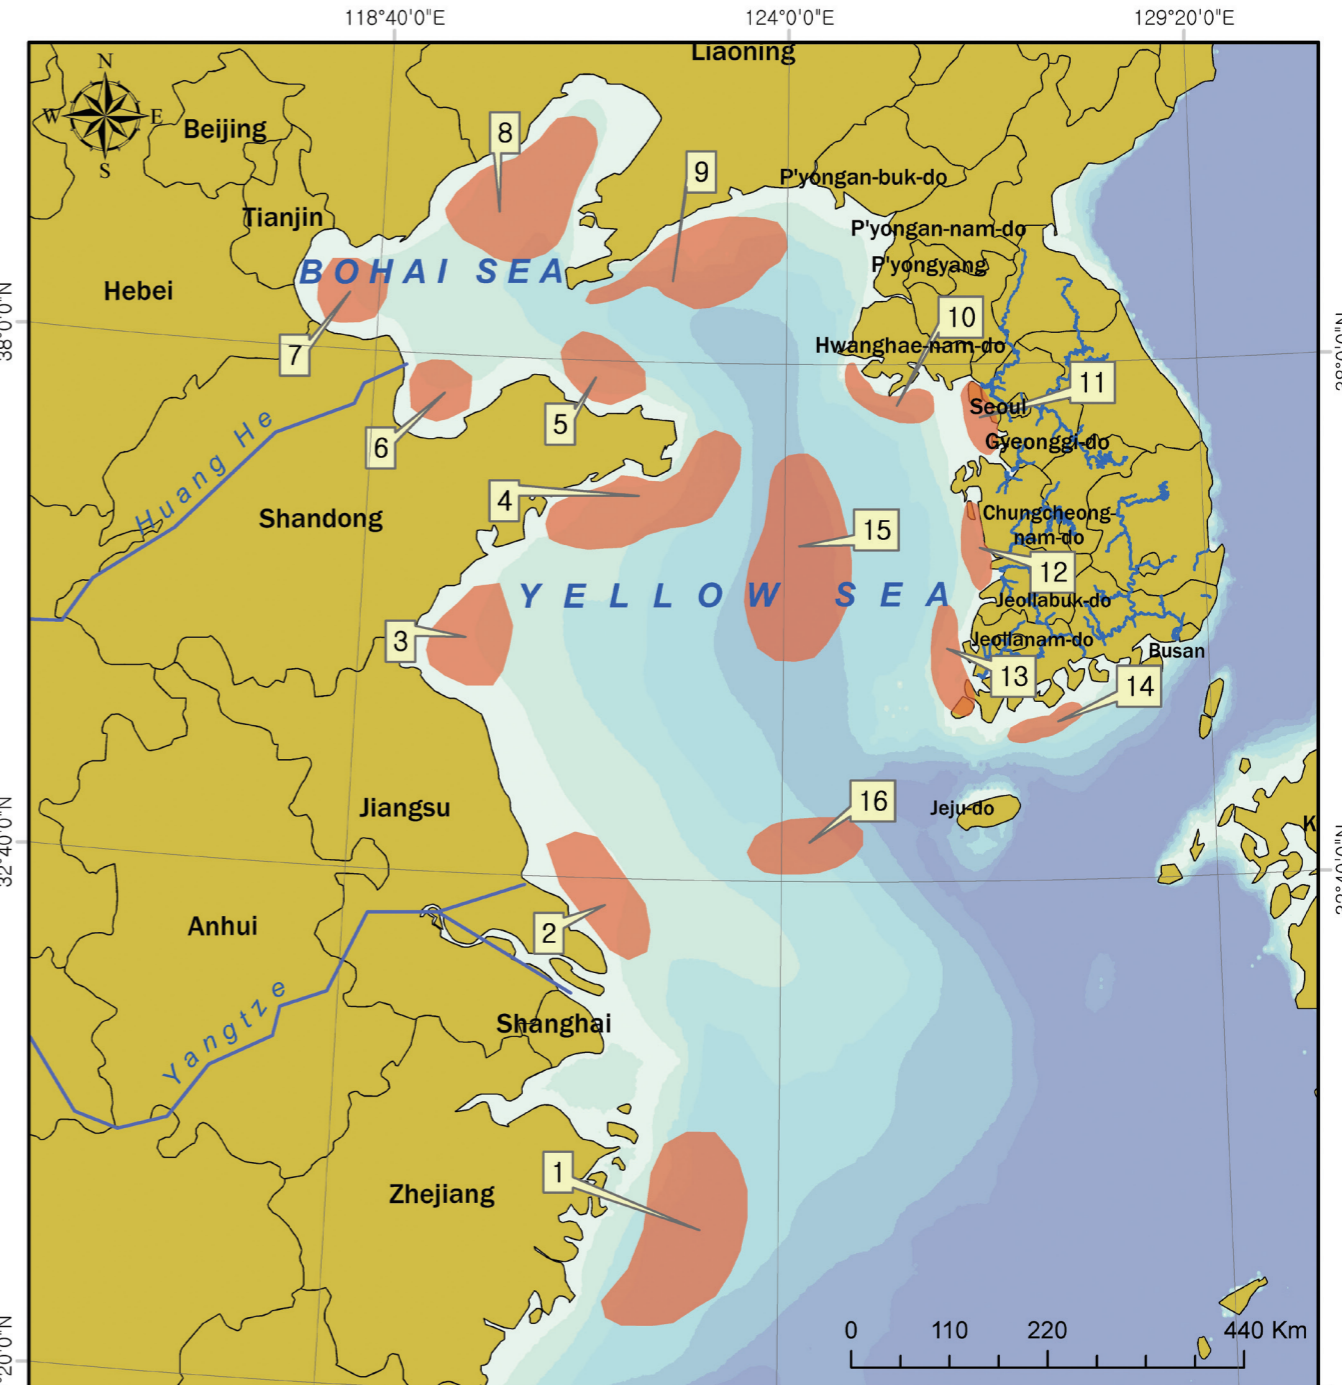 118°40'0"E 124°0'0"E 129°20'0"E
Liaoning
N
W E
S
Beijing
8
9
P'yongan-buk-do
Tianjin
P'yongan-nam-do
BOHAI SEA
P'yongyang
Hebei
38°0'0"N
10
Hwanghae-nam-do
7
11
Seoul
5
6
Gyeonggi-do
Huang He
4
Shandong
Chungcheong-
nam-do
15
12
YELLOW SEA
Jeollabuk-do
3
Jeollanam-do
Busan
13
14
Jiangsu
16
Jeju-do
K
32°40'0"N
Anhui
2
Yangtze
Shanghai
1
Zhejiang
0 110 220 440 Km